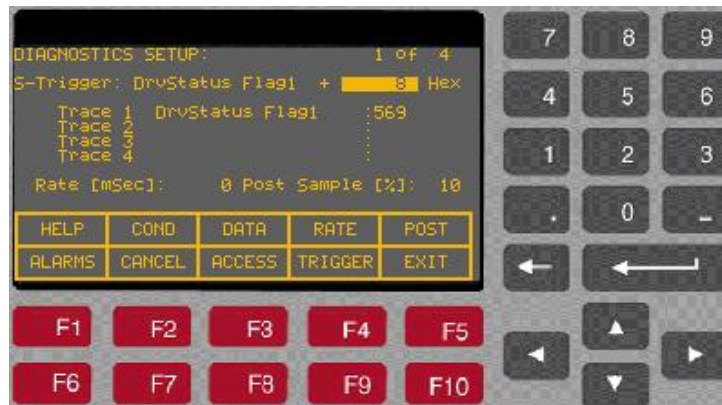 DIAGNOSTICS SETUP: 1 of 4
S-Trigger: DrvStatus Flag1 + 8 Hex
Trace 1 DrvStatus Flag1 :569
Trace 2 :
Trace 3 :
Trace 4 :
Rate [mSec]: 0 Post Sample [%]: 10
HELP COND DATA RATE POST
ALARMS CANCEL ACCESS TRIGGER EXIT
F1 F2 F3 F4 F5
F6 F7 F8 F9 F10
7 8 9
4 5 6
1 2 3
. 0 -